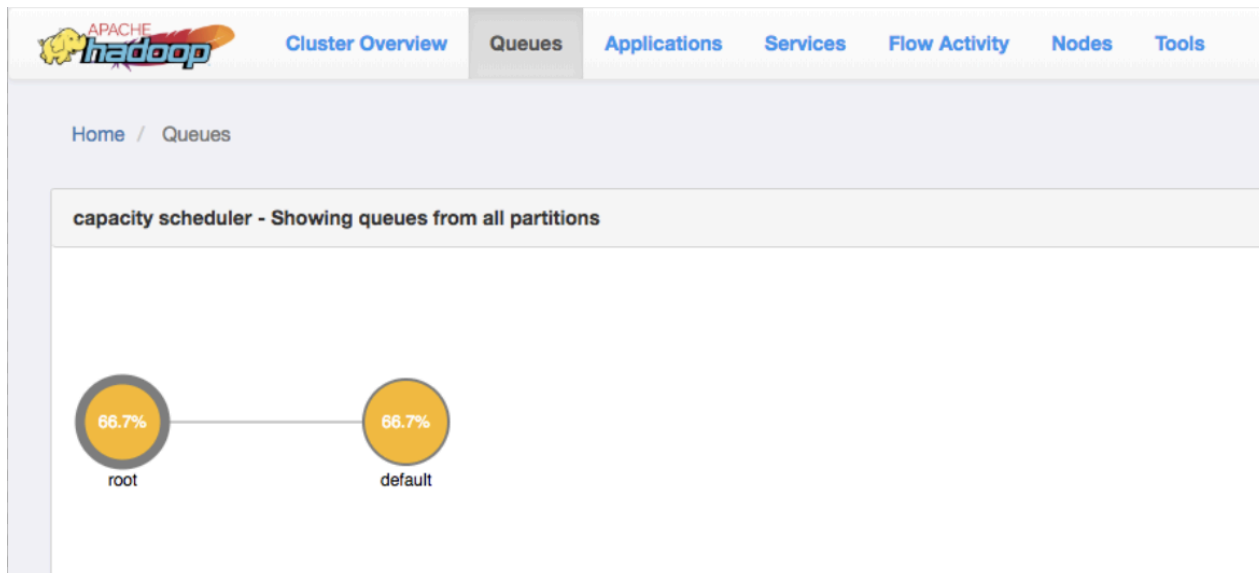 APACHE
hadoop
Cluster Overview Queues Applications Services Flow Activity Nodes Tools
Home / Queues
capacity scheduler - Showing queues from all partitions
66.7% 66.7%
root default